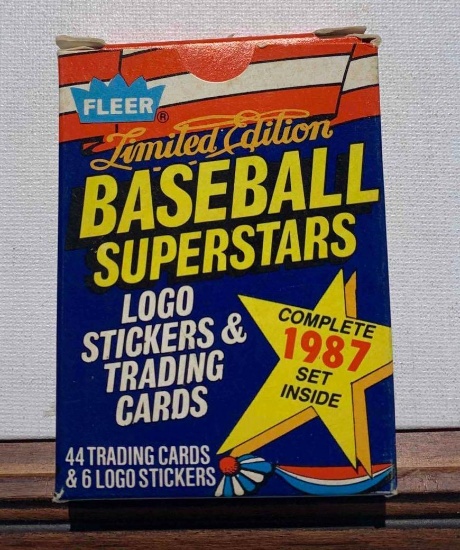 FLEER®
Limited Edition
BASEBALL
SUPERSTARS
LOGO
STICKERS &
TRADING
CARDS
COMPLETE
1987
SET
INSIDE
44 TRADING CARDS
& 6 LOGO STICKERS